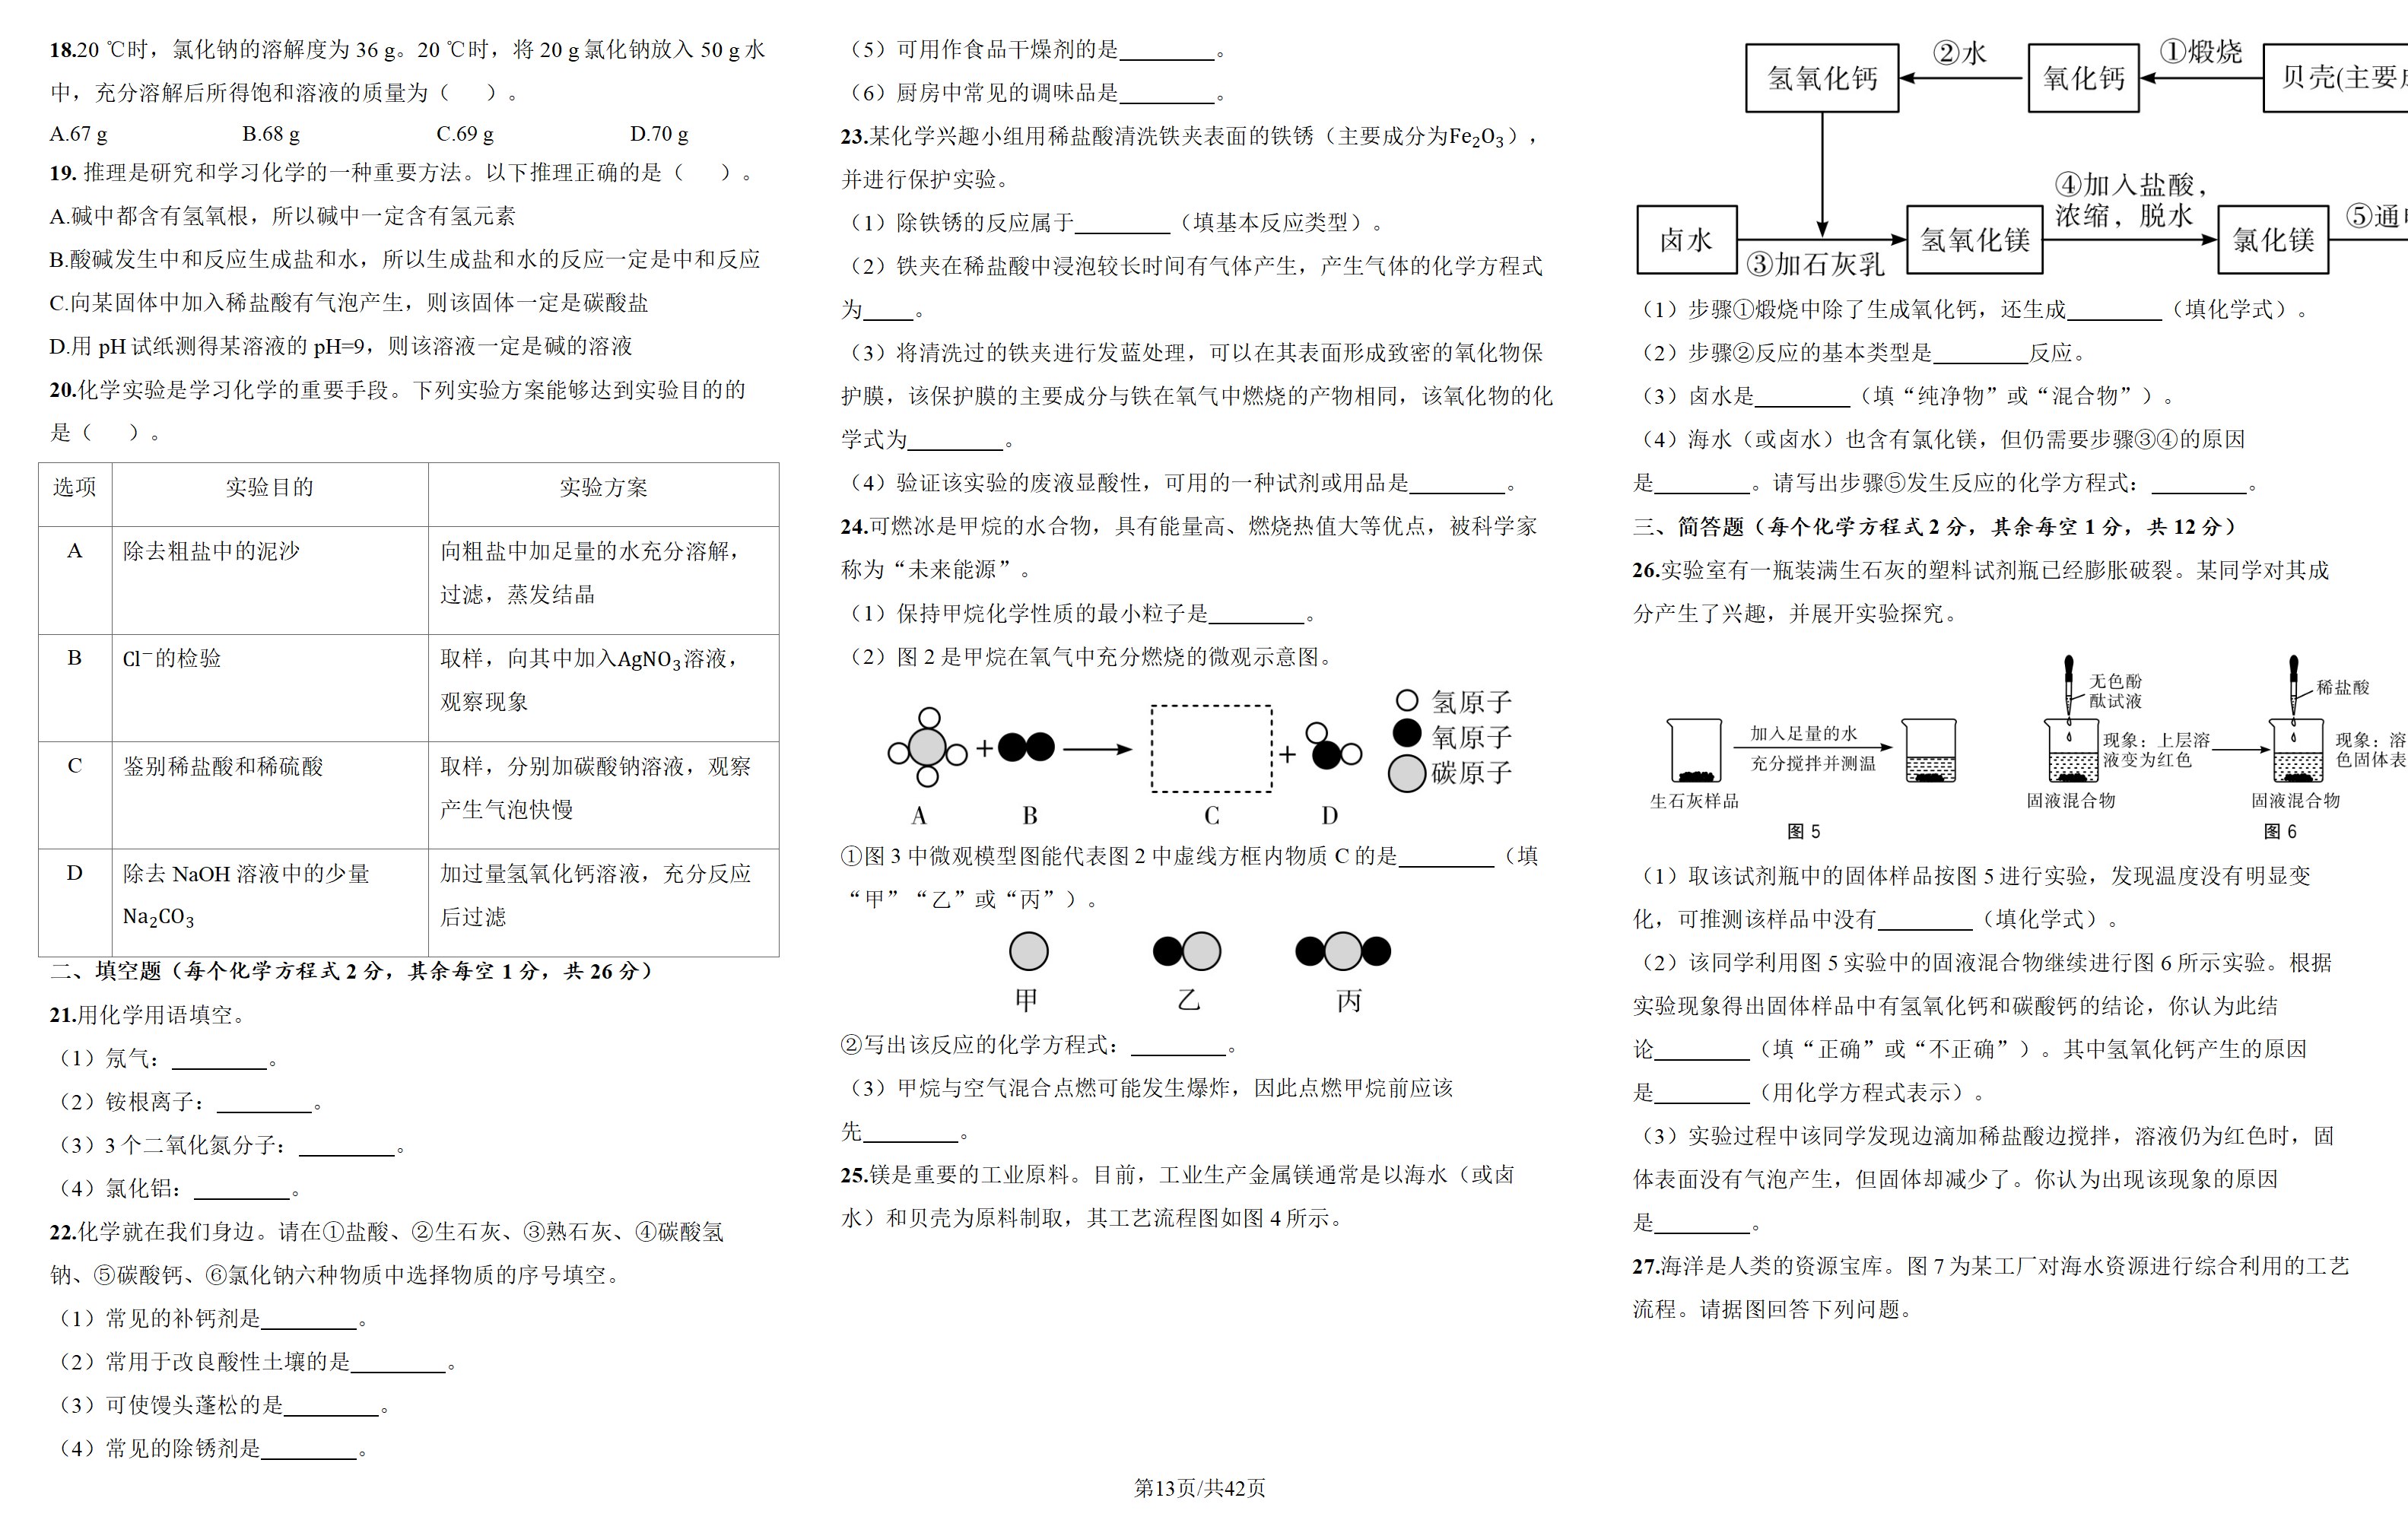 18.20 ℃时，氯化钠的溶解度为 36 g。20 ℃时，将 20 g 氯化钠放入 50 g 水
中，充分溶解后所得饱和溶液的质量为（　）。
A.67 g B.68 g C.69 g D.70 g
19. 推理是研究和学习化学的一种重要方法。以下推理正确的是（　）。
A.碱中都含有氢氧根，所以碱中一定含有氢元素
B.酸碱发生中和反应生成盐和水，所以生成盐和水的反应一定是中和反应
C.向某固体中加入稀盐酸有气泡产生，则该固体一定是碳酸盐
D.用 pH 试纸测得某溶液的 pH=9，则该溶液一定是碱的溶液
20.化学实验是学习化学的重要手段。下列实验方案能够达到实验目的的
是（　）。
选项 实验目的 实验方案
A 除去粗盐中的泥沙 向粗盐中加足量的水充分溶解，
过滤，蒸发结晶
B Cl⁻的检验 取样，向其中加入AgNO₃溶液，
观察现象
C 鉴别稀盐酸和稀硫酸 取样，分别加碳酸钠溶液，观察
产生气泡快慢
D 除去 NaOH 溶液中的少量 加过量氢氧化钙溶液，充分反应
Na₂CO₃ 后过滤
二、填空题（每个化学方程式 2 分，其余每空 1 分，共 26 分）
21.用化学用语填空。
（1）氖气：________。
（2）铵根离子：________。
（3）3 个二氧化氮分子：________。
（4）氯化铝：________。
22.化学就在我们身边。请在①盐酸、②生石灰、③熟石灰、④碳酸氢
钠、⑤碳酸钙、⑥氯化钠六种物质中选择物质的序号填空。
（1）常见的补钙剂是________。
（2）常用于改良酸性土壤的是________。
（3）可使馒头蓬松的是________。
（4）常见的除锈剂是________。
（5）可用作食品干燥剂的是________。
（6）厨房中常见的调味品是________。
23.某化学兴趣小组用稀盐酸清洗铁夹表面的铁锈（主要成分为Fe₂O₃），
并进行保护实验。
（1）除铁锈的反应属于________（填基本反应类型）。
（2）铁夹在稀盐酸中浸泡较长时间有气体产生，产生气体的化学方程式
为____。
（3）将清洗过的铁夹进行发蓝处理，可以在其表面形成致密的氧化物保
护膜，该保护膜的主要成分与铁在氧气中燃烧的产物相同，该氧化物的化
学式为________。
（4）验证该实验的废液显酸性，可用的一种试剂或用品是________。
24.可燃冰是甲烷的水合物，具有能量高、燃烧热值大等优点，被科学家
称为“未来能源”。
（1）保持甲烷化学性质的最小粒子是________。
（2）图 2 是甲烷在氧气中充分燃烧的微观示意图。
+ +
氢原子
氧原子
碳原子
A B C D
①图 3 中微观模型图能代表图 2 中虚线方框内物质 C 的是________（填
“甲”“乙”或“丙”）。
甲 乙 丙
②写出该反应的化学方程式：________。
（3）甲烷与空气混合点燃可能发生爆炸，因此点燃甲烷前应该
先________。
25.镁是重要的工业原料。目前，工业生产金属镁通常是以海水（或卤
水）和贝壳为原料制取，其工艺流程图如图 4 所示。
氢氧化钙 ②水 氧化钙 ①煅烧 贝壳(主要成
卤水 ③加石灰乳 氢氧化镁 ④加入盐酸，
浓缩，脱水 氯化镁 ⑤通电
（1）步骤①煅烧中除了生成氧化钙，还生成________（填化学式）。
（2）步骤②反应的基本类型是________反应。
（3）卤水是________（填“纯净物”或“混合物”）。
（4）海水（或卤水）也含有氯化镁，但仍需要步骤③④的原因
是________。请写出步骤⑤发生反应的化学方程式：________。
三、简答题（每个化学方程式 2 分，其余每空 1 分，共 12 分）
26.实验室有一瓶装满生石灰的塑料试剂瓶已经膨胀破裂。某同学对其成
分产生了兴趣，并展开实验探究。
生石灰样品
加入足量的水
充分搅拌并测温
图 5
无色酚
酞试液
现象：上层溶
液变为红色
固液混合物
稀盐酸
现象：溶
色固体表
固液混合物
图 6
（1）取该试剂瓶中的固体样品按图 5 进行实验，发现温度没有明显变
化，可推测该样品中没有________（填化学式）。
（2）该同学利用图 5 实验中的固液混合物继续进行图 6 所示实验。根据
实验现象得出固体样品中有氢氧化钙和碳酸钙的结论，你认为此结
论________（填“正确”或“不正确”）。其中氢氧化钙产生的原因
是________（用化学方程式表示）。
（3）实验过程中该同学发现边滴加稀盐酸边搅拌，溶液仍为红色时，固
体表面没有气泡产生，但固体却减少了。你认为出现该现象的原因
是________。
27.海洋是人类的资源宝库。图 7 为某工厂对海水资源进行综合利用的工艺
流程。请据图回答下列问题。
第13页/共42页